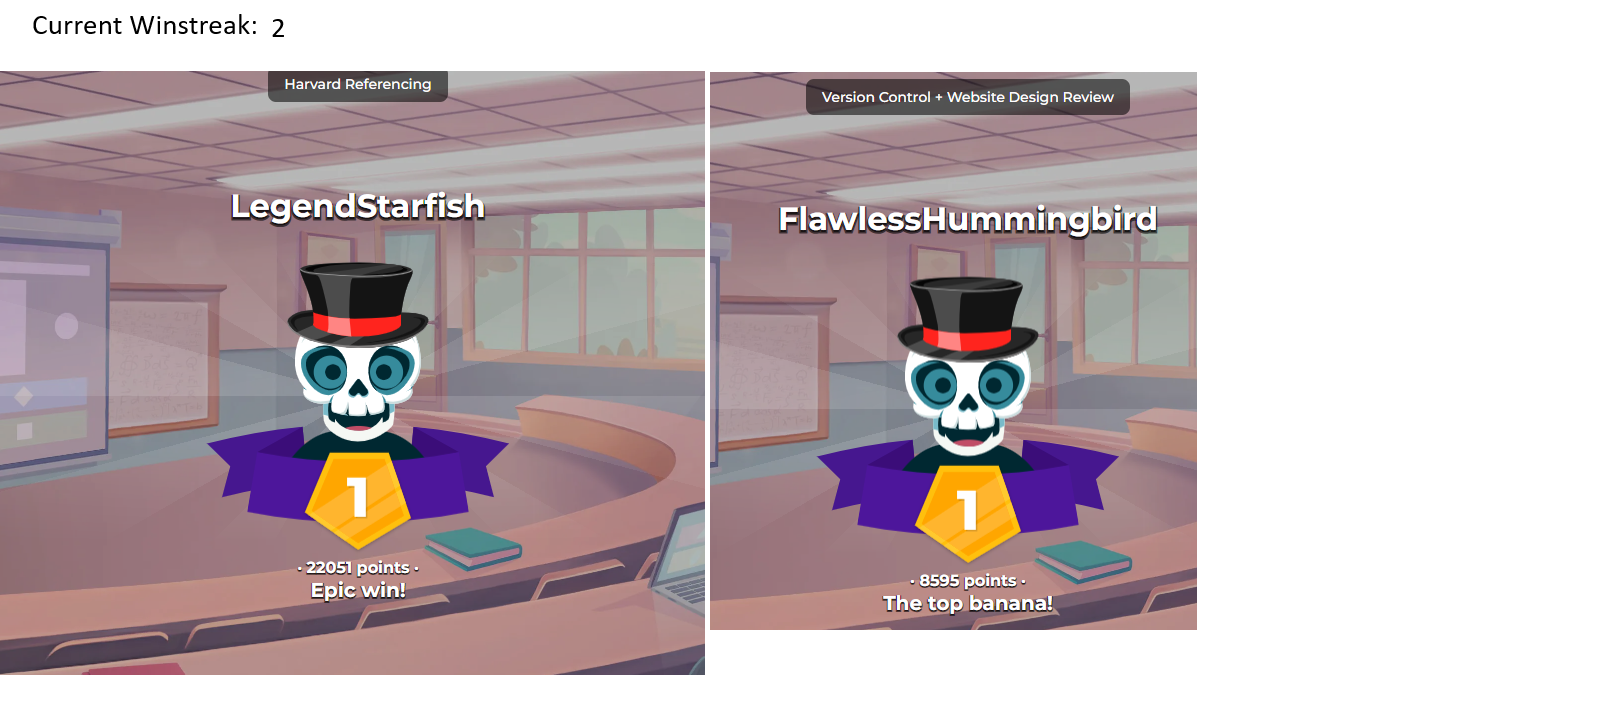 Current Winstreak: 2
Harvard Referencing
LegendStarfish
1
· 22051 points ·
Epic win!
Version Control + Website Design Review
FlawlessHummingbird
1
· 8595 points ·
The top banana!